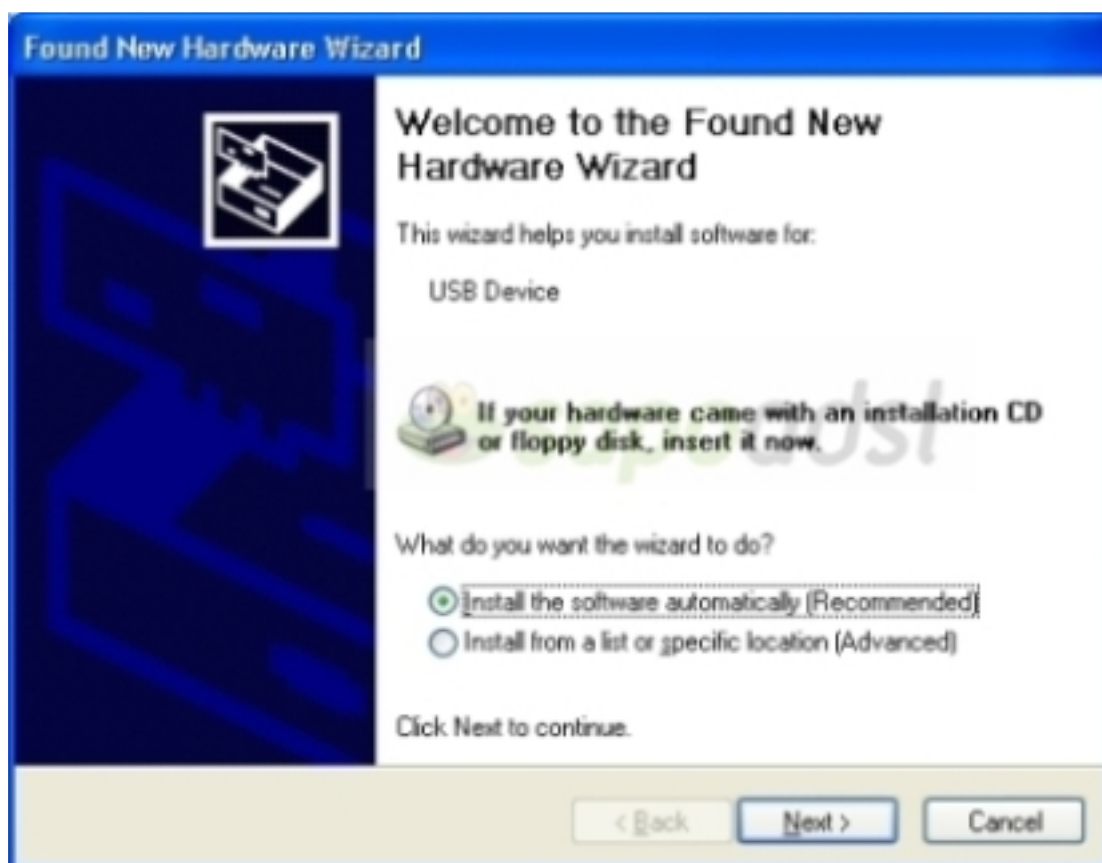 Found New Hardware Wizard
Welcome to the Found New
Hardware Wizard
This wizard helps you install software for:
USB Device
If your hardware came with an installation CD
or floppy disk, insert it now.
sapo adsl
What do you want the wizard to do?
Install the software automatically (Recommended)
Install from a list or specific location (Advanced)
Click Next to continue.
< Back
Next >
Cancel